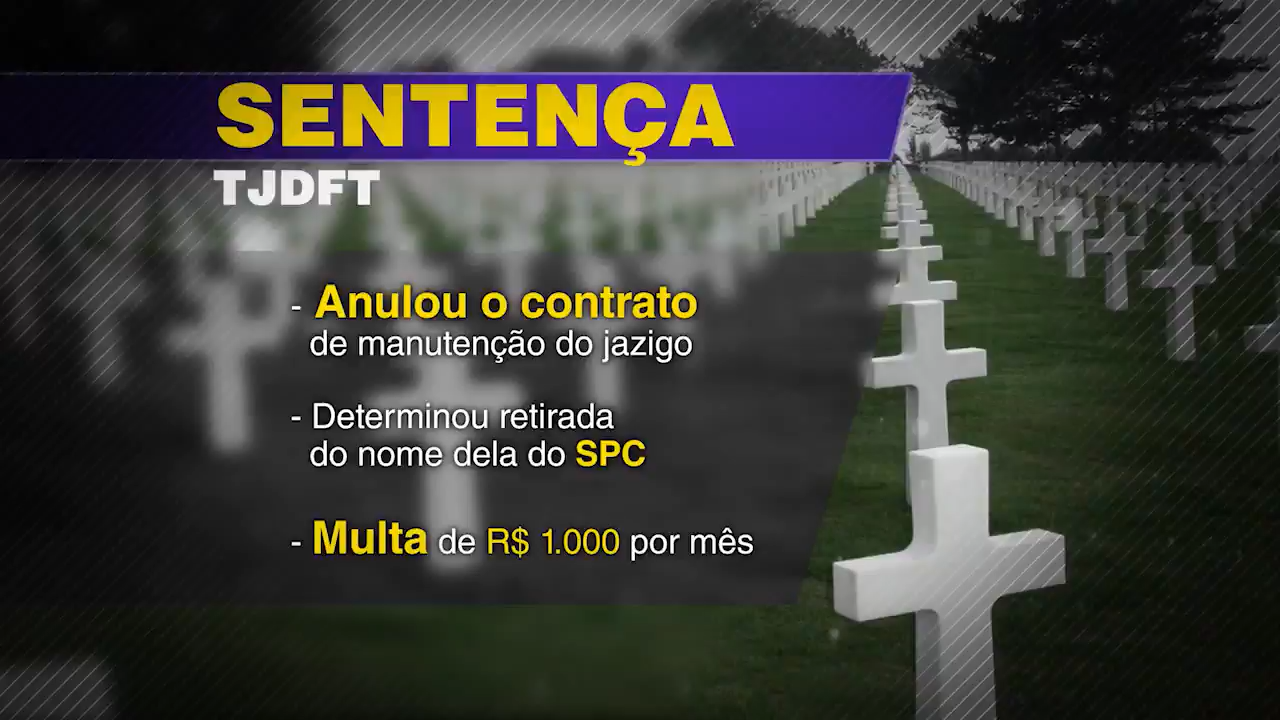 SENTENÇA
TJDFT
- Anulou o contrato
de manutenção do jazigo
- Determinou retirada
do nome dela do SPC
- Multa de R$ 1.000 por mês